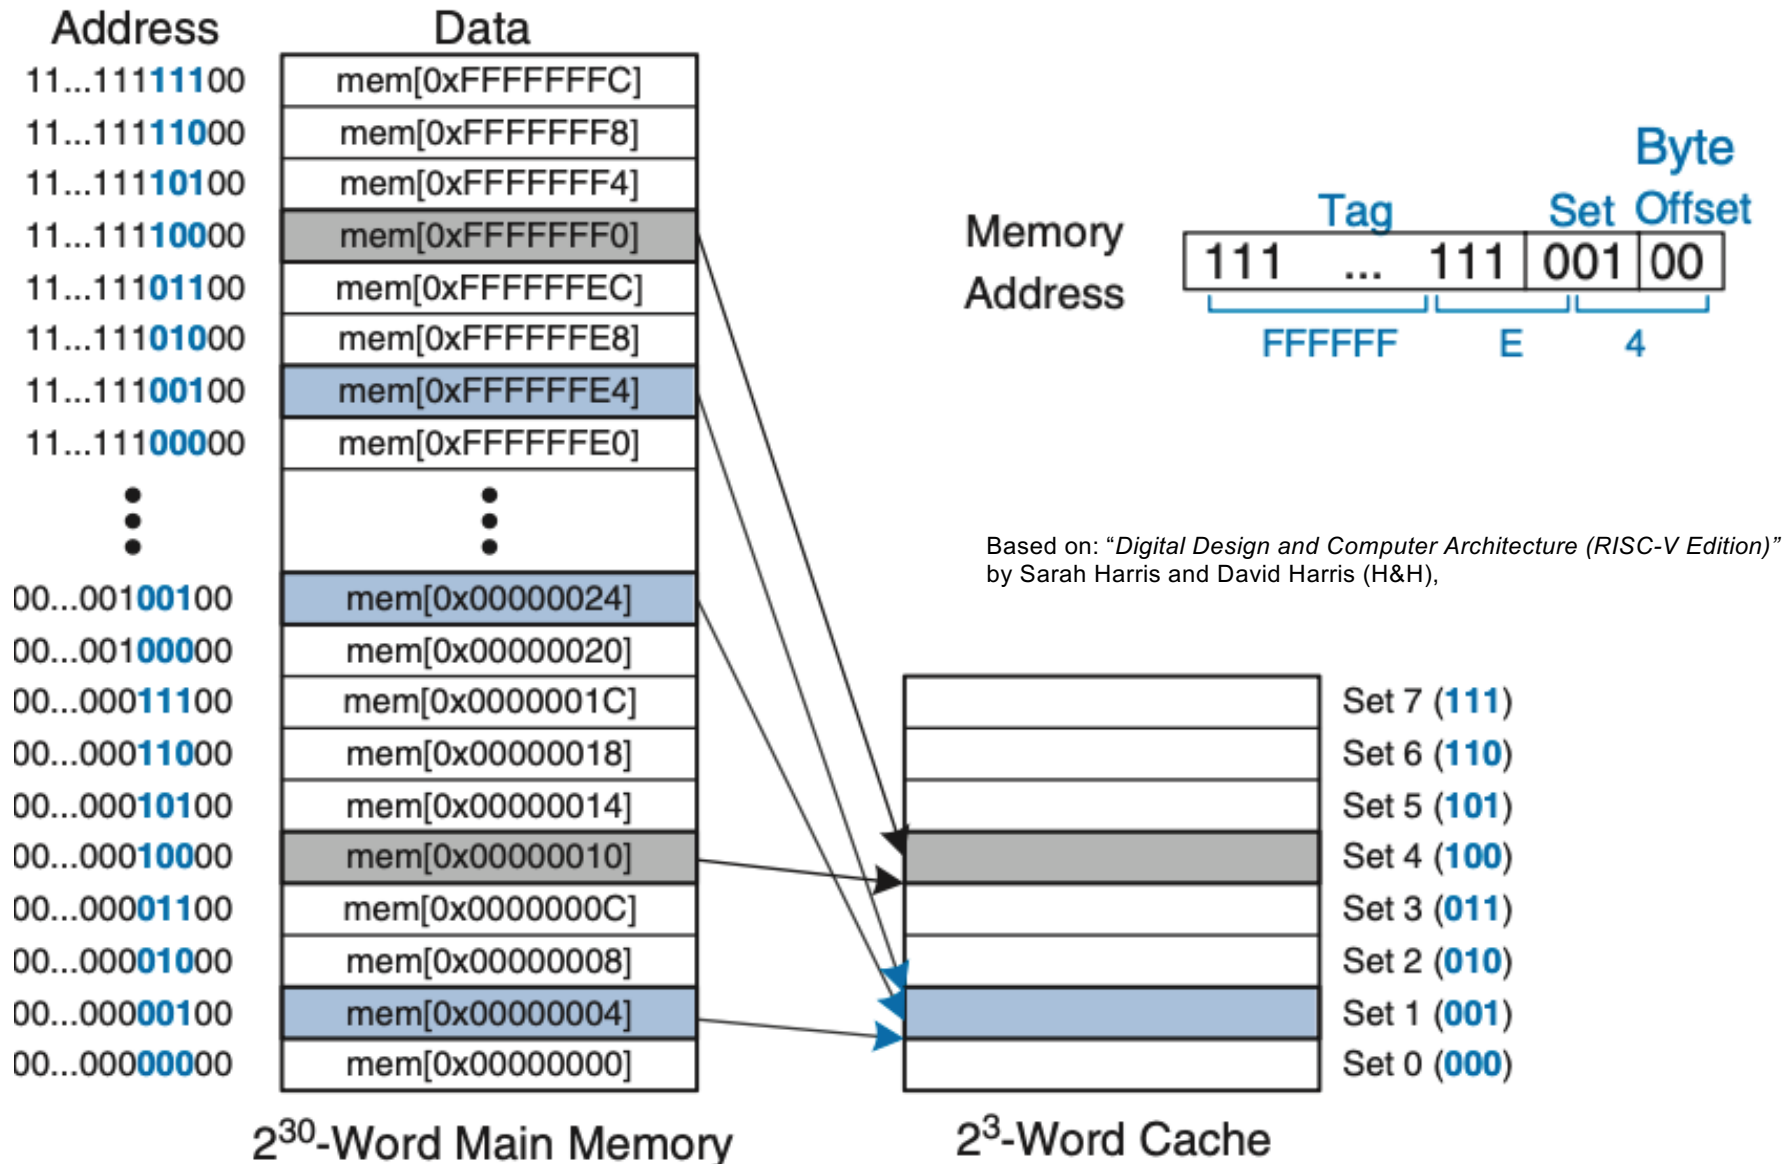 Address Data
11...11111100 mem[0xFFFFFFFC]
11...11111000 mem[0xFFFFFFF8]
11...11110100 mem[0xFFFFFFF4]
11...11110000 mem[0xFFFFFFF0]
11...11101100 mem[0xFFFFFFEC]
11...11101000 mem[0xFFFFFFE8]
11...11100100 mem[0xFFFFFFE4]
11...11100000 mem[0xFFFFFFE0]
00...00100100 mem[0x00000024]
00...00100000 mem[0x00000020]
00...00011100 mem[0x0000001C]
00...00011000 mem[0x00000018]
00...00010100 mem[0x00000014]
00...00010000 mem[0x00000010]
00...00001100 mem[0x0000000C]
00...00001000 mem[0x00000008]
00...00000100 mem[0x00000004]
00...00000000 mem[0x00000000]
2³⁰-Word Main Memory
Byte
Tag Set Offset
Memory
Address
111 ... 111 001 00
FFFFFF E 4
Based on: “Digital Design and Computer Architecture (RISC-V Edition)”
by Sarah Harris and David Harris (H&H),
Set 7 (111)
Set 6 (110)
Set 5 (101)
Set 4 (100)
Set 3 (011)
Set 2 (010)
Set 1 (001)
Set 0 (000)
2³-Word Cache